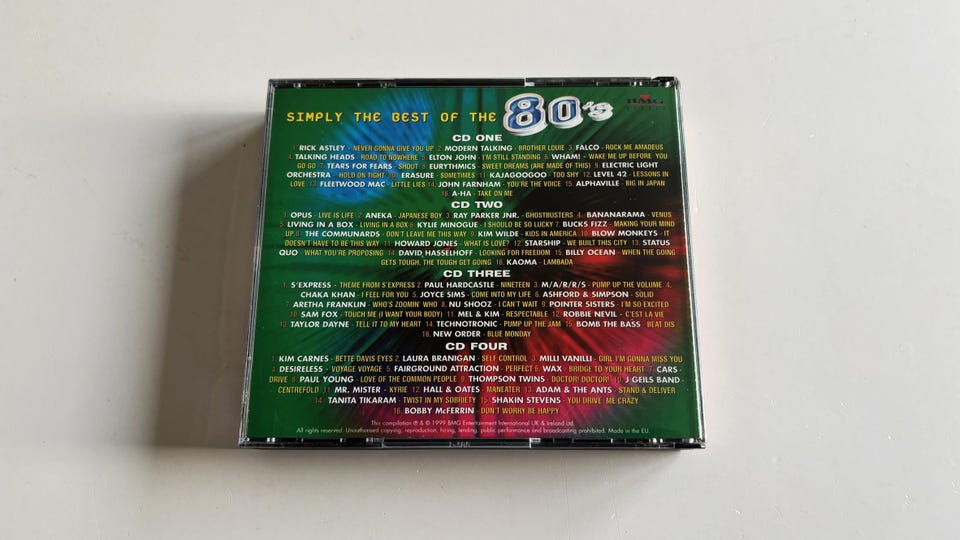 SIMPLY THE BEST OF THE 80's BMG
CD ONE
1. RICK ASTLEY - NEVER GONNA GIVE YOU UP 2. MODERN TALKING - BROTHER LOUIE 3. FALCO - ROCK ME AMADEUS
4. TALKING HEADS - ROAD TO NOWHERE 5. ELTON JOHN - I'M STILL STANDING 6. WHAM! - WAKE ME UP BEFORE YOU
GO GO 7. TEARS FOR FEARS - SHOUT 8. EURYTHMICS - SWEET DREAMS (ARE MADE OF THIS) 9. ELECTRIC LIGHT
ORCHESTRA - HOLD ON TIGHT 10. ERASURE - SOMETIMES 11. KAJAGOOGOO - TOO SHY 12. LEVEL 42 - LESSONS IN
LOVE 13. FLEETWOOD MAC - LITTLE LIES 14. JOHN FARNHAM - YOU'RE THE VOICE 15. ALPHAVILLE - BIG IN JAPAN
16. A-HA - TAKE ON ME
CD TWO
1. OPUS - LIVE IS LIFE 2. ANEKA - JAPANESE BOY 3. RAY PARKER JNR. - GHOSTBUSTERS 4. BANANARAMA - VENUS
5. LIVING IN A BOX - LIVING IN A BOX 6. KYLIE MINOGUE - I SHOULD BE SO LUCKY 7. BUCKS FIZZ - MAKING YOUR MIND
UP 8. THE COMMUNARDS - DON'T LEAVE ME THIS WAY 9. KIM WILDE - KIDS IN AMERICA 10. BLOW MONKEYS - IT
DOESN'T HAVE TO BE THIS WAY 11. HOWARD JONES - WHAT IS LOVE? 12. STARSHIP - WE BUILT THIS CITY 13. STATUS
QUO - WHAT YOU'RE PROPOSING 14. DAVID HASSELHOFF - LOOKING FOR FREEDOM 15. BILLY OCEAN - WHEN THE GOING
GETS TOUGH, THE TOUGH GET GOING 16. KAOMA - LAMBADA
CD THREE
1. S'EXPRESS - THEME FROM S'EXPRESS 2. PAUL HARDCASTLE - NINETEEN 3. M/A/R/R/S - PUMP UP THE VOLUME 4.
CHAKA KHAN - I FEEL FOR YOU 5. JOYCE SIMS - COME INTO MY LIFE 6. ASHFORD & SIMPSON - SOLID
7. ARETHA FRANKLIN - WHO'S ZOOMIN' WHO 8. NU SHOOZ - I CAN'T WAIT 9. POINTER SISTERS - I'M SO EXCITED
10. SAM FOX - TOUCH ME (I WANT YOUR BODY) 11. MEL & KIM - RESPECTABLE 12. ROBBIE NEVIL - C'EST LA VIE
13. TAYLOR DAYNE - TELL IT TO MY HEART 14. TECHNOTRONIC - PUMP UP THE JAM 15. BOMB THE BASS - BEAT DIS
16. NEW ORDER - BLUE MONDAY
CD FOUR
1. KIM CARNES - BETTE DAVIS EYES 2. LAURA BRANIGAN - SELF CONTROL 3. MILLI VANILLI - GIRL I'M GONNA MISS YOU
4. DESIRELESS - VOYAGE VOYAGE 5. FAIRGROUND ATTRACTION - PERFECT 6. WAX - BRIDGE TO YOUR HEART 7. CARS -
DRIVE 8. PAUL YOUNG - LOVE OF THE COMMON PEOPLE 9. THOMPSON TWINS - DOCTOR! DOCTOR! 10. J GEILS BAND -
CENTREFOLD 11. MR. MISTER - KYRIE 12. HALL & OATES - MANEATER 13. ADAM & THE ANTS - STAND & DELIVER
14. TANITA TIKARAM - TWIST IN MY SOBRIETY 15. SHAKIN STEVENS - YOU DRIVE ME CRAZY
16. BOBBY McFERRIN - DON'T WORRY BE HAPPY
This compilation ℗ & © 1999 BMG Entertainment International UK & Ireland Ltd.
All rights reserved. Unauthorised copying, reproduction, hiring, lending, public performance and broadcasting prohibited. Made in the EU.